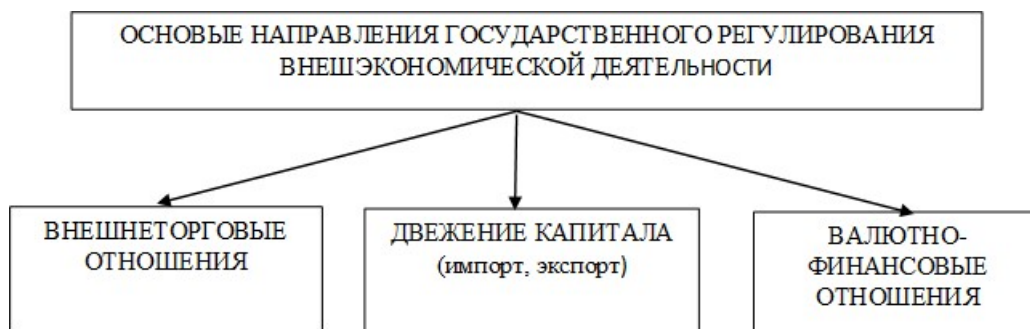 ОСНОВЫЕ НАПРАВЛЕНИЯ ГОСУДАРСТВЕННОГО РЕГУЛИРОВАНИЯ
ВНЕШЭКОНОМИЧЕСКОЙ ДЕЯТЕЛЬНОСТИ
ВНЕШНЕТОРГОВЫЕ
ОТНОШЕНИЯ
ДВЕЖЕНИЕ КАПИТАЛА
(импорт, экспорт)
ВАЛЮТНО-
ФИНАНСОВЫЕ
ОТНОШЕНИЯ